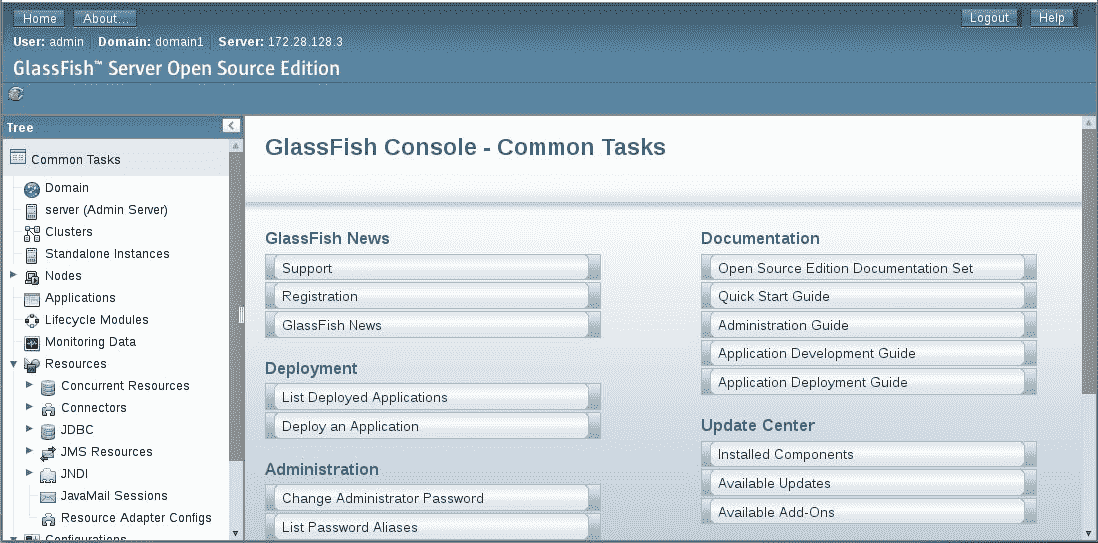 Home About...
Logout Help
User: admin Domain: domain1 Server: 172.28.128.3
GlassFish™ Server Open Source Edition
Tree
Common Tasks
Domain
server (Admin Server)
Clusters
Standalone Instances
Nodes
Applications
Lifecycle Modules
Monitoring Data
Resources
Concurrent Resources
Connectors
JDBC
JMS Resources
JNDI
JavaMail Sessions
Resource Adapter Configs
Configurations
GlassFish Console - Common Tasks
GlassFish News
Support
Registration
GlassFish News
Deployment
List Deployed Applications
Deploy an Application
Administration
Change Administrator Password
List Password Aliases
Documentation
Open Source Edition Documentation Set
Quick Start Guide
Administration Guide
Application Development Guide
Application Deployment Guide
Update Center
Installed Components
Available Updates
Available Add-Ons